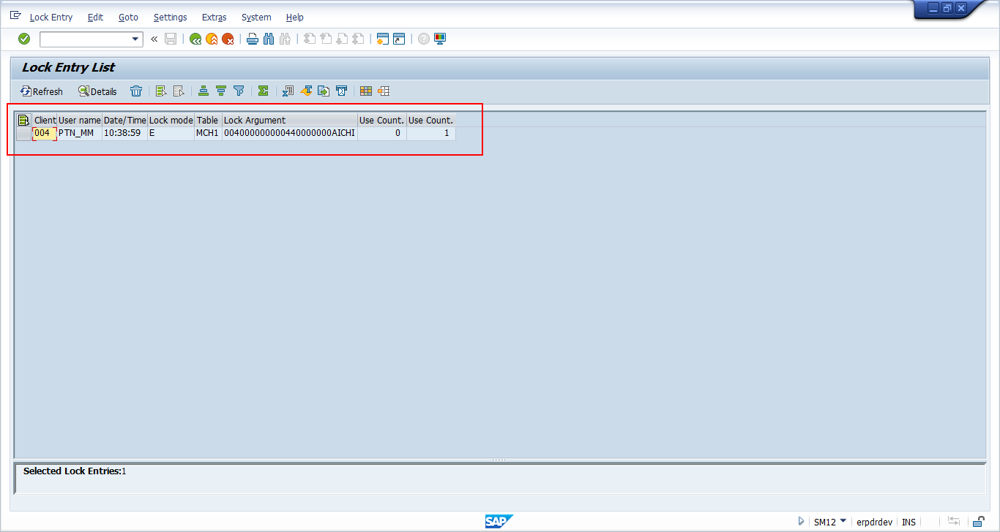 Lock Entry Edit Goto Settings Extras System Help
Lock Entry List
Refresh Details
Client User name Date/Time Lock mode Table Lock Argument Use Count. Use Count.
004 PTN_MM 10:38:59 E MCH1 004000000000440000000AICHI 0 1
Selected Lock Entries:1
SAP SM12 erpdrdev INS